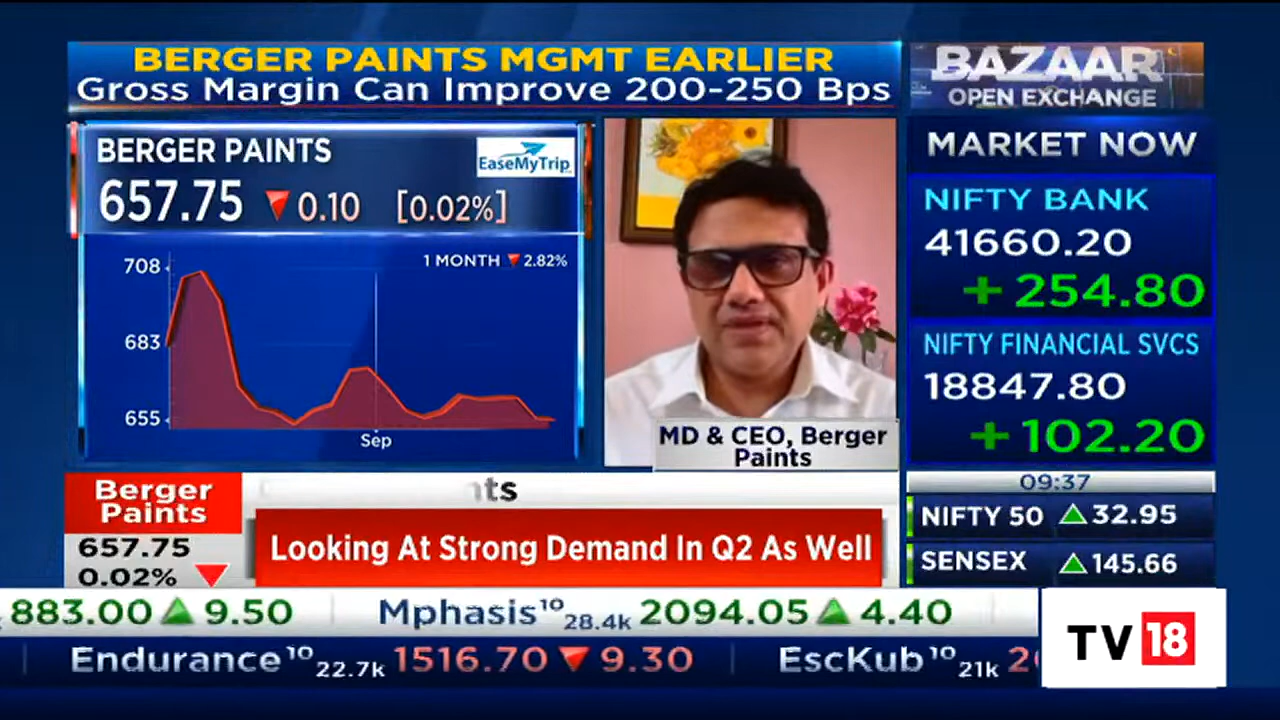 BERGER PAINTS MGMT EARLIER
Gross Margin Can Improve 200-250 Bps
BAZAAR
OPEN EXCHANGE
BERGER PAINTS
EaseMyTrip
657.75 ▼ 0.10 [0.02%]
1 MONTH ▼ 2.82%
708
683
655
Sep
MD & CEO, Berger
Paints
MARKET NOW
NIFTY BANK
41660.20
+ 254.80
NIFTY FINANCIAL SVCS
18847.80
+ 102.20
09:37
NIFTY 50 ▲ 32.95
SENSEX ▲ 145.66
Berger
Paints
657.75
0.02% ▼
nts
Looking At Strong Demand In Q2 As Well
883.00 ▲ 9.50 Mphasis 10 28.4k 2094.05 ▲ 4.40
Endurance 10 22.7k 1516.70 ▼ 9.30 EscKub 10 21k
TV18